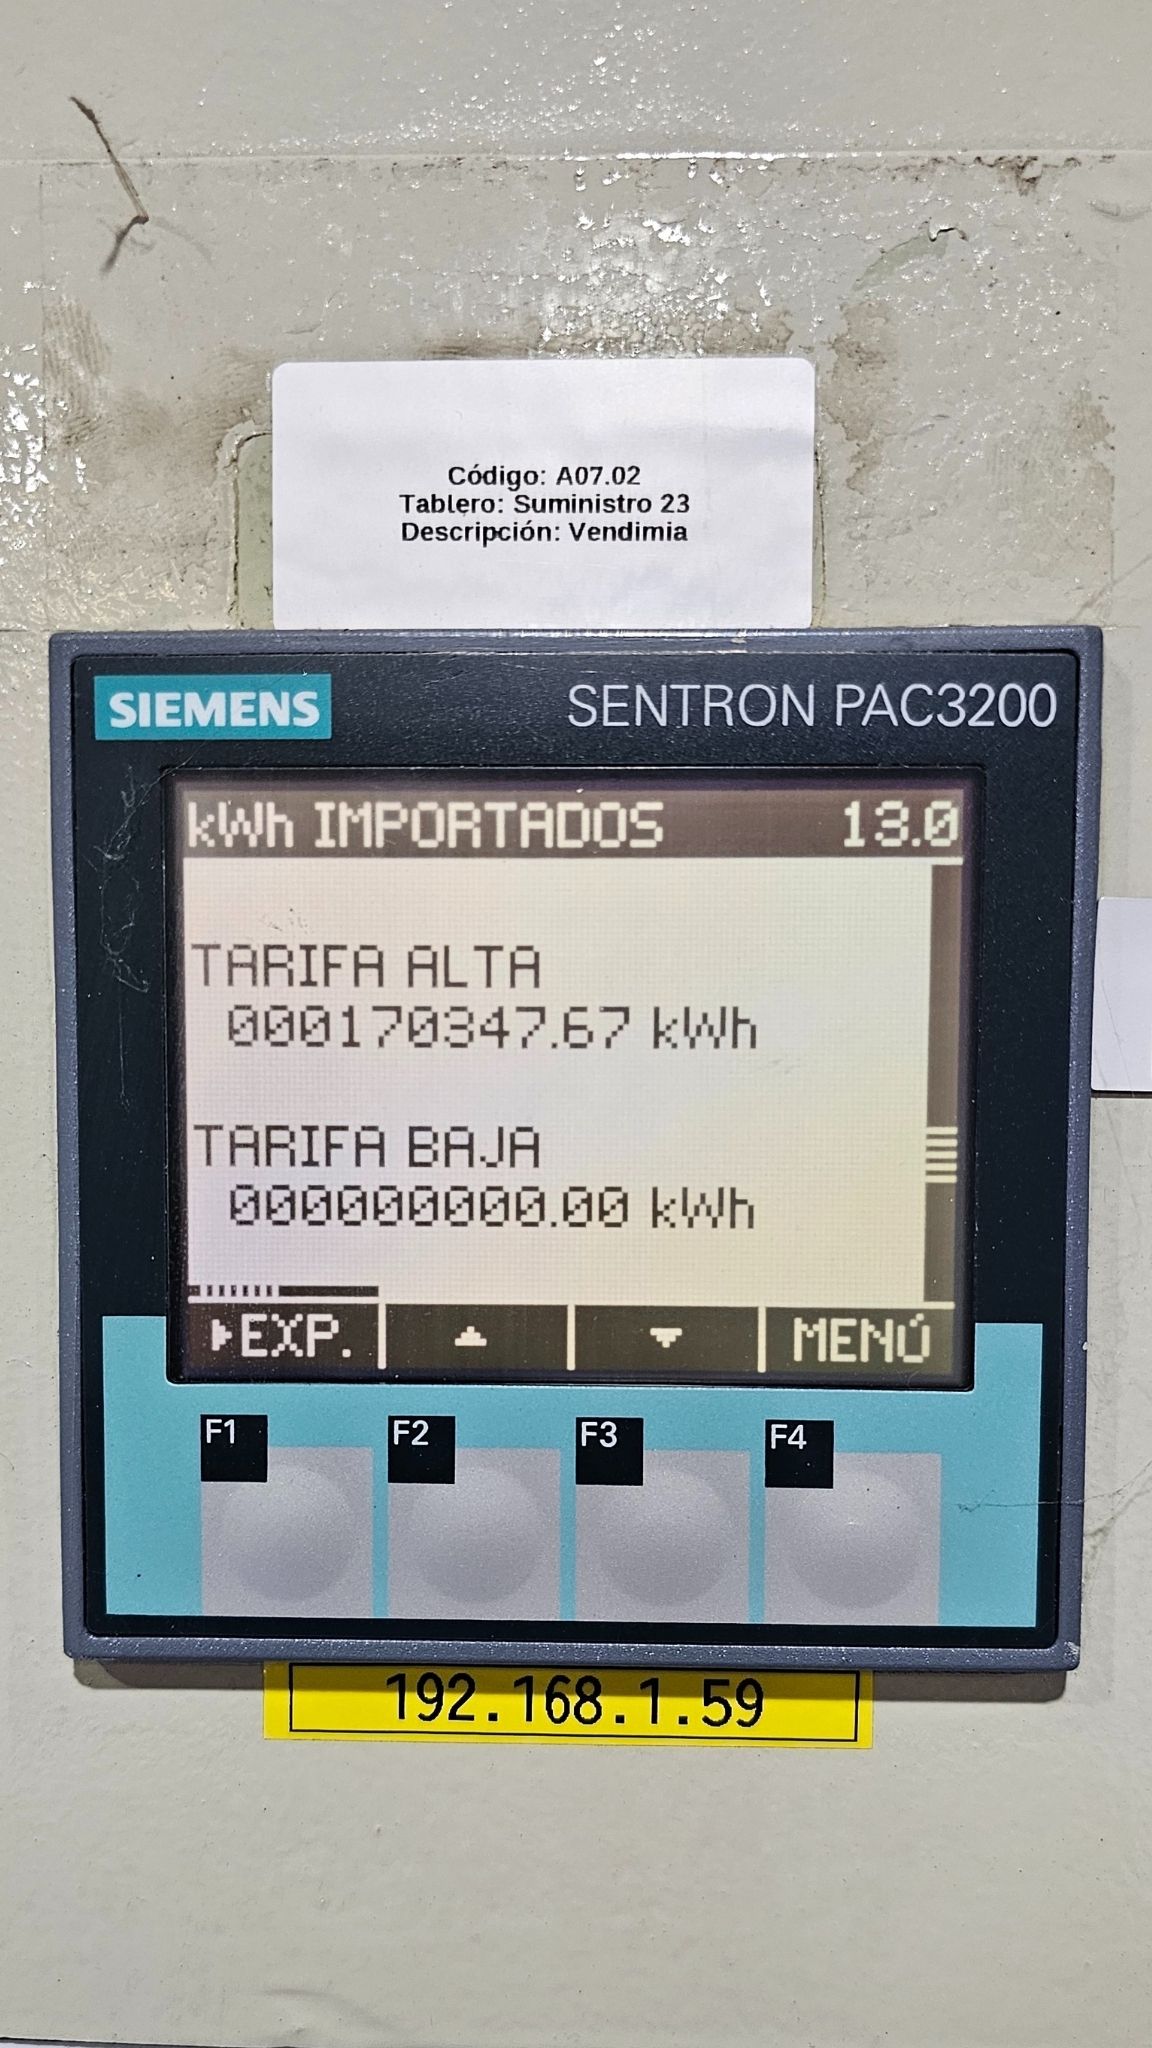 Código: A07.02
Tablero: Suministro 23
Descripción: Vendimia
SIEMENS SENTRON PAC3200
kWh IMPORTADOS 13.0
TARIFA ALTA
000170347.67 kWh
TARIFA BAJA
000000000.00 kWh
EXP. MENÚ
F1 F2 F3 F4
192.168.1.59